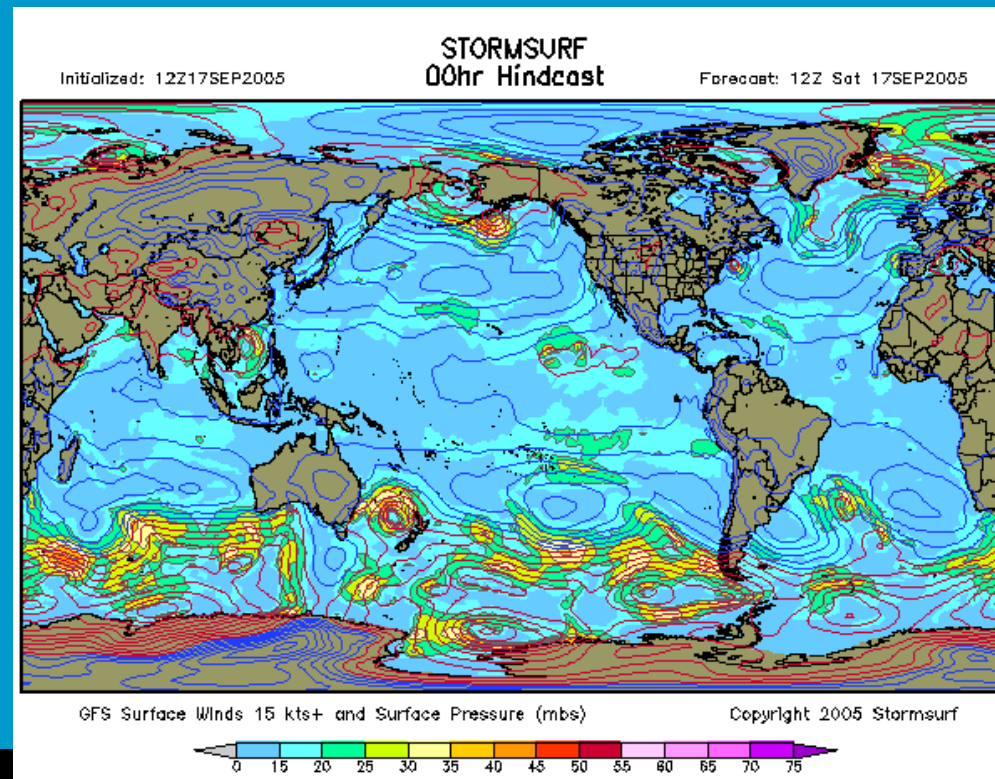 STORMSURF
00hr Hindcast
Initialized: 12Z17SEP2005
Forecast: 12Z Sat 17SEP2005
GFS Surface Winds 15 kts+ and Surface Pressure (mbs)
Copyright 2005 Stormsurf
0 15 20 25 30 35 40 45 50 55 60 65 70 75